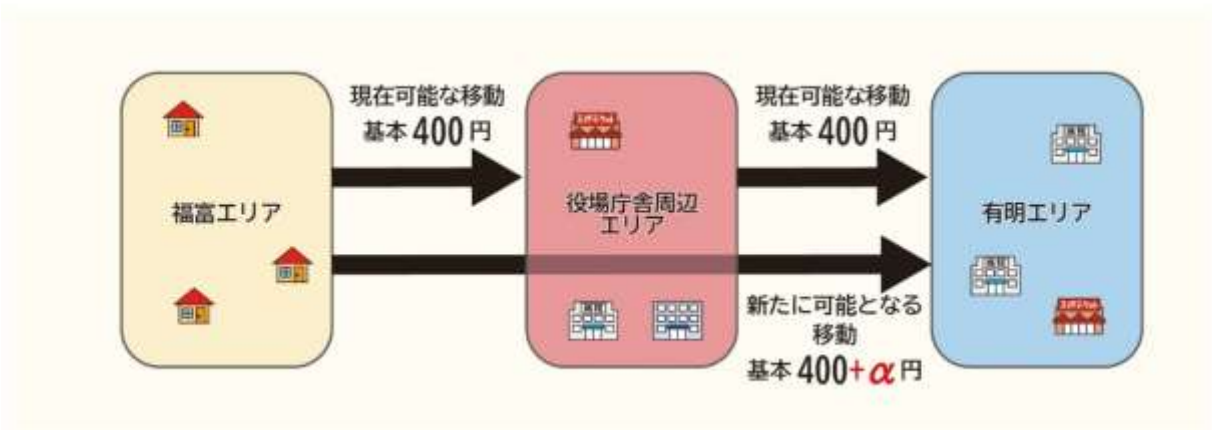 現在可能な移動
基本400円
現在可能な移動
基本400円
福富エリア
役場庁舎周辺
エリア
有明エリア
新たに可能となる
移動
基本400+α円